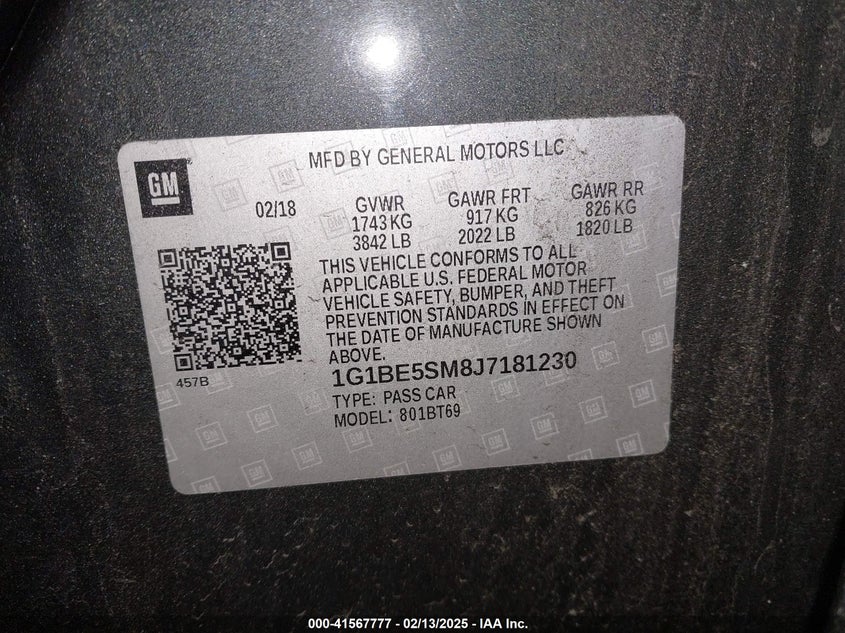 MFD BY GENERAL MOTORS LLC
GM
02/18
GVWR GAWR FRT GAWR RR
1743 KG 917 KG 826 KG
3842 LB 2022 LB 1820 LB
THIS VEHICLE CONFORMS TO ALL
APPLICABLE U.S. FEDERAL MOTOR
VEHICLE SAFETY, BUMPER, AND THEFT
PREVENTION STANDARDS IN EFFECT ON
THE DATE OF MANUFACTURE SHOWN
ABOVE.
457B
1G1BE5SM8J7181230
TYPE: PASS CAR
MODEL: 801BT69
000-41567777 - 02/13/2025 - IAA Inc.